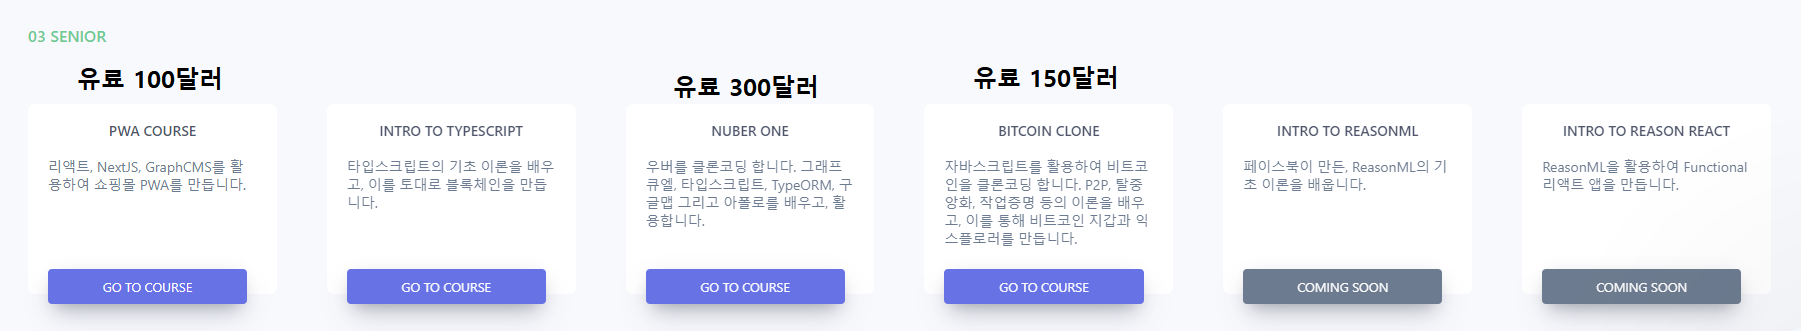 03 SENIOR
유료 100달러
PWA COURSE
리액트, NextJS, GraphCMS를 활
용하여 쇼핑몰 PWA를 만듭니다.
GO TO COURSE
INTRO TO TYPESCRIPT
타입스크립트의 기초 이론을 배우
고, 이를 토대로 블록체인을 만듭
니다.
GO TO COURSE
유료 300달러
NUBER ONE
우버를 클론코딩 합니다. 그래프
큐엘, 타입스크립트, TypeORM, 구
글맵 그리고 아폴로를 배우고, 활
용합니다.
GO TO COURSE
유료 150달러
BITCOIN CLONE
자바스크립트를 활용하여 비트코
인을 클론코딩 합니다. P2P, 탈중
앙화, 작업증명 등의 이론을 배우
고, 이를 통해 비트코인 지갑과 익
스플로러를 만듭니다.
GO TO COURSE
INTRO TO REASONML
페이스북이 만든, ReasonML의 기
초 이론을 배웁니다.
COMING SOON
INTRO TO REASON REACT
ReasonML을 활용하여 Functional
리액트 앱을 만듭니다.
COMING SOON